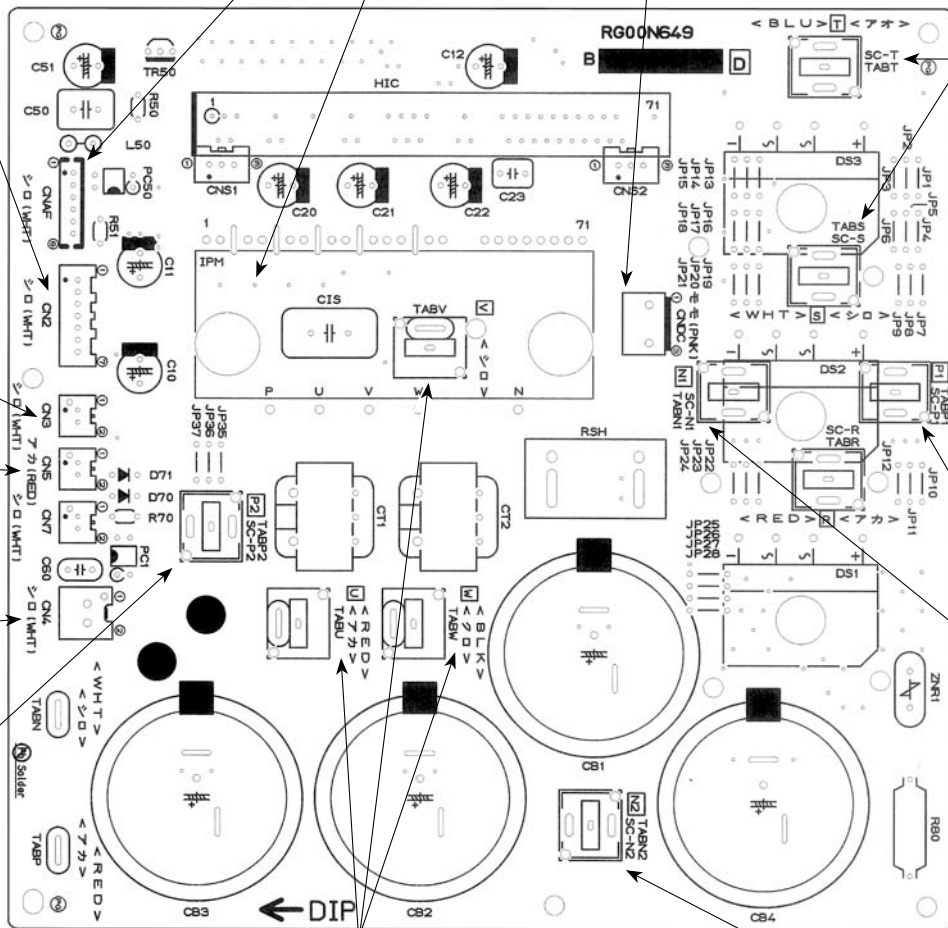 <BLU> T <アオ>
RG00N649
B D
SC-T
TABT
C51
TR50
C12
HIC
C50
R50
1
71
L50
CNS1
CNS2
① ③
① ③
C20
C21
C22
C23
CNAF
シロ(WHT)
PC50
R51
JP15
JP14
JP13
JP18
JP17
JP16
JP21
JP20
JP19
DS3
JP2
JP3
JP1
JP5
JP4
JP6
TABS
SC-S
- S S +
C11
CN2
シロ(WHT)
IPM
1
71
CIS
TABV
V
<シロ>
P U V W N
CNDC
モモ(PNK)
<WHT> S <シロ>
JP9
JP8
JP7
C10
CN3
シロ(WHT)
CN5
アカ(RED)
CN7
シロ(WHT)
D71
D70
R70
JP37
JP36
JP35
P2
TABP2
SC-P2
CT1
CT2
RSH
N1
SC-N1
TABN1
- S S +
DS2
P1
TABP1
SC-P1
SC-R
TABR
JP24
JP23
JP22
JP12
JP10
JP11
<RED> R <アカ>
C60
PC1
CN4
シロ(WHT)
U
TABU
<RED>
<アカ>
W
TABW
<BLK>
<クロ>
JP25
JP26
JP27
JP28
- S S +
DS1
ZNR1
TABN
<WHT>
<シロ>
Solder
TABP
<アカ>
<RED>
CB1
N2
TABN2
SC-N2
R80
CB3
← DIP
CB2
CB4